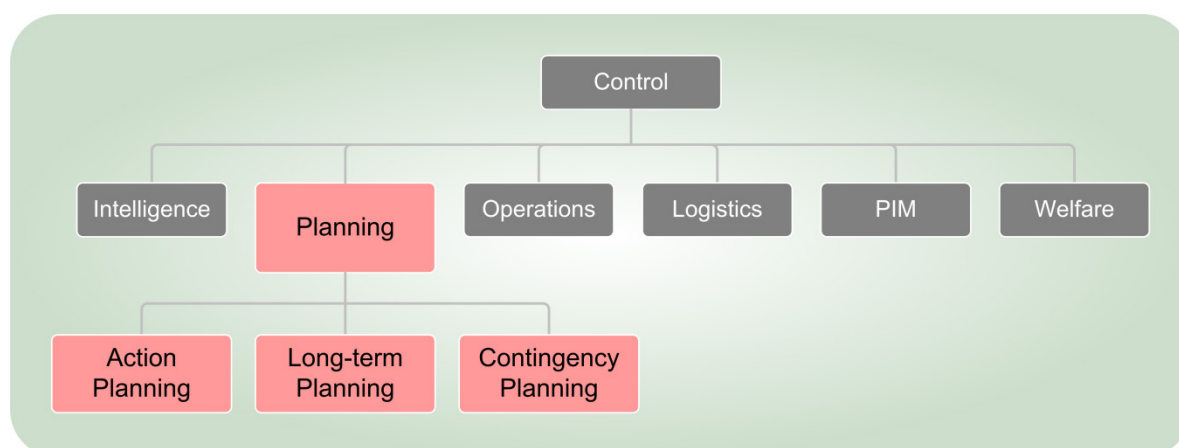 Control
Intelligence
Planning
Operations
Logistics
PIM
Welfare
Action
Planning
Long-term
Planning
Contingency
Planning